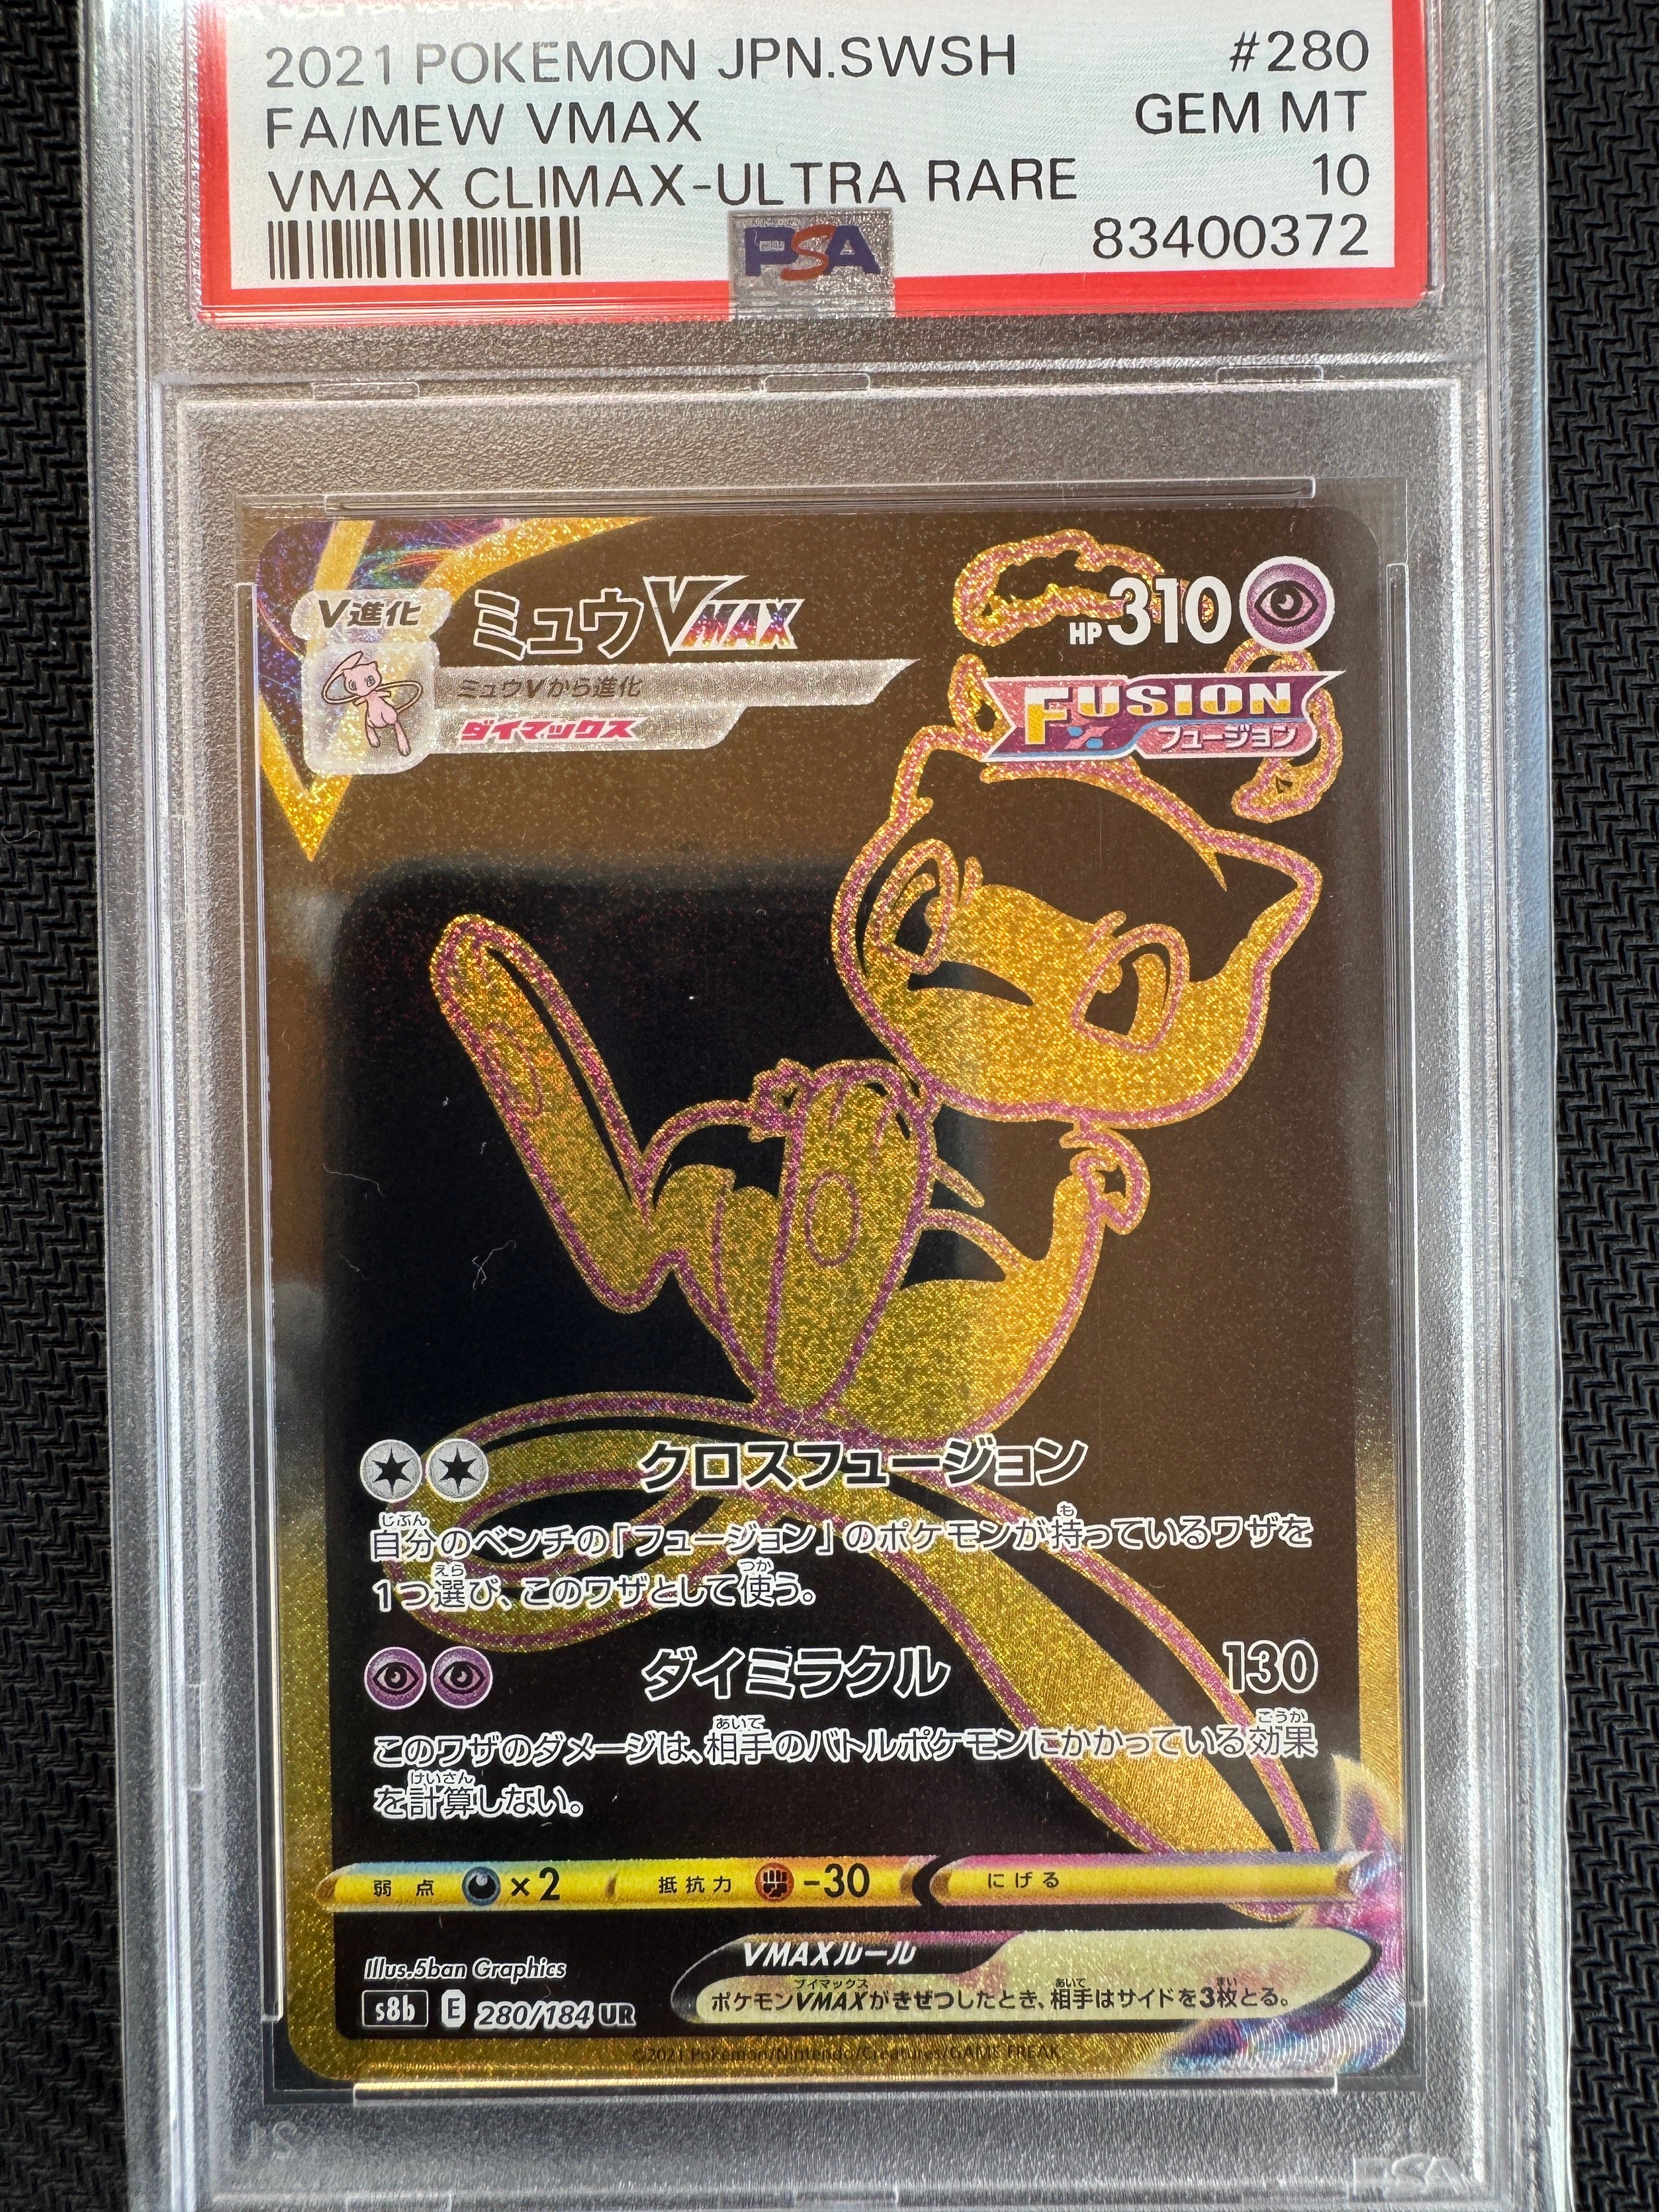 2021 POKEMON JPN.SWSH #280
FA/MEW VMAX GEM MT
VMAX CLIMAX-ULTRA RARE 10
PSA 83400372
V進化 ミュウVMAX HP310
ミュウVから進化
ダイマックス
FUSION
フュージョン
クロスフュージョン
自分のベンチの「フュージョン」のポケモンが持っているワザを
1つ選び、このワザとして使う。
ダイミラクル 130
このワザのダメージは、相手のバトルポケモンにかかっている効果
を計算しない。
弱点 ×2 抵抗力 -30 にげる
Illus.5ban Graphics
VMAXルール
ポケモンVMAXがきぜつしたとき、相手はサイドを3枚とる。
s8b E 280/184 UR
©2021 Pokémon/Nintendo/Creatures/GAME FREAK
PSA